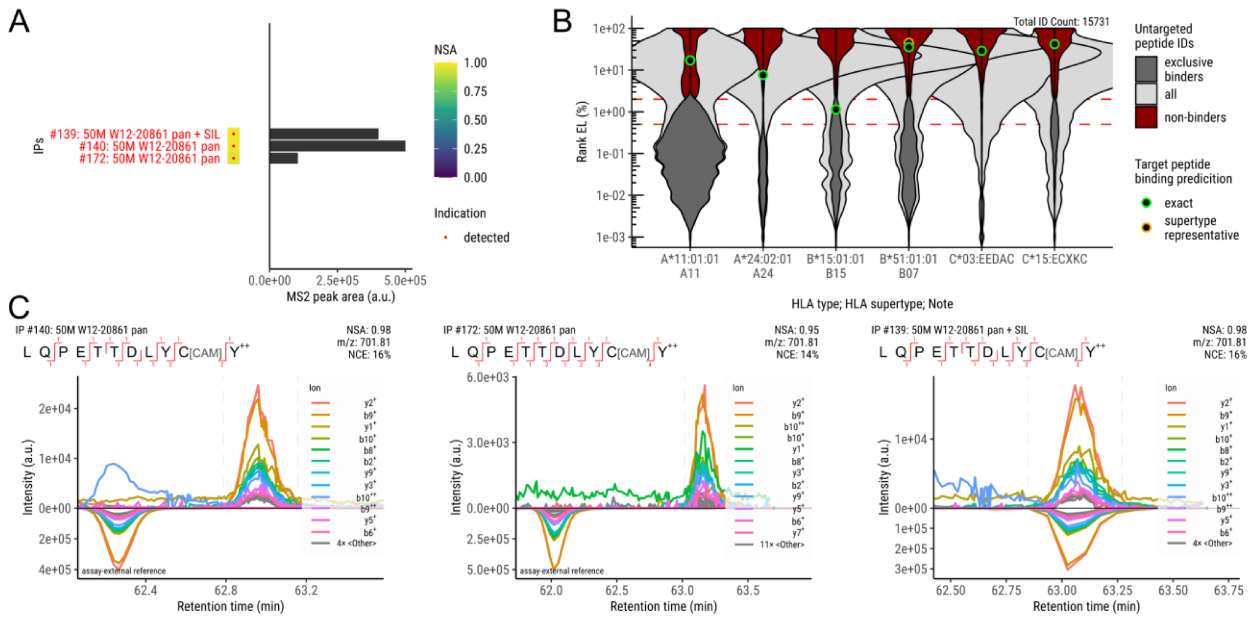 A
NSA
1.00
0.75
0.50
0.25
0.00
IPs
#139: 50M W12-20861 pan + SIL
#140: 50M W12-20861 pan
#172: 50M W12-20861 pan
Indication
detected
0.0e+00
2.5e+05
5.0e+05
MS2 peak area (a.u.)
B
Total ID Count: 15731
Rank EL (%)
1e+02
1e+01
1e+00
1e-01
1e-02
1e-03
A*11:01:01
A11
A*24:02:01
A24
B*15:01:01
B15
B*51:01:01
B07
C*03:EEDAC
C*15:ECXKC
HLA type; HLA supertype; Note
Untargeted
peptide IDs
exclusive
binders
all
non-binders
Target peptide
binding predicition
exact
supertype
representative
C
IP #140: 50M W12-20861 pan
NSA: 0.98
m/z: 701.81
NCE: 16%
L Q P E T T D L Y C[CAM] Y++
Intensity (a.u.)
2e+04
1e+04
0e+00
2e+05
4e+05
assay-external reference
62.4
62.8
63.2
Retention time (min)
Ion
y2+
b9+
y1+
b10+
b8+
b2+
y9+
y3+
b10++
b9++
y5+
b6+
4× <Other>
IP #172: 50M W12-20861 pan
NSA: 0.95
m/z: 701.81
NCE: 14%
L Q P E T T D L Y C[CAM] Y++
Intensity (a.u.)
6.0e+03
3.0e+03
0.0e+00
2.5e+05
5.0e+05
assay-external reference
62.0
62.5
63.0
63.5
Retention time (min)
Ion
y2+
b9+
b10++
b10+
y1+
b8+
y3+
b2+
y9+
y5+
b6+
y7+
11× <Other>
IP #139: 50M W12-20861 pan + SIL
NSA: 0.98
m/z: 701.81
NCE: 16%
L Q P E T T D L Y C[CAM] Y++
Intensity (a.u.)
1e+04
0e+00
1e+05
2e+05
3e+05
62.50
62.75
63.00
63.25
63.50
63.75
Retention time (min)
Ion
y2+
b9+
y1+
b10+
b8+
b2+
y9+
y3+
b10++
b9++
y5+
b6+
4× <Other>